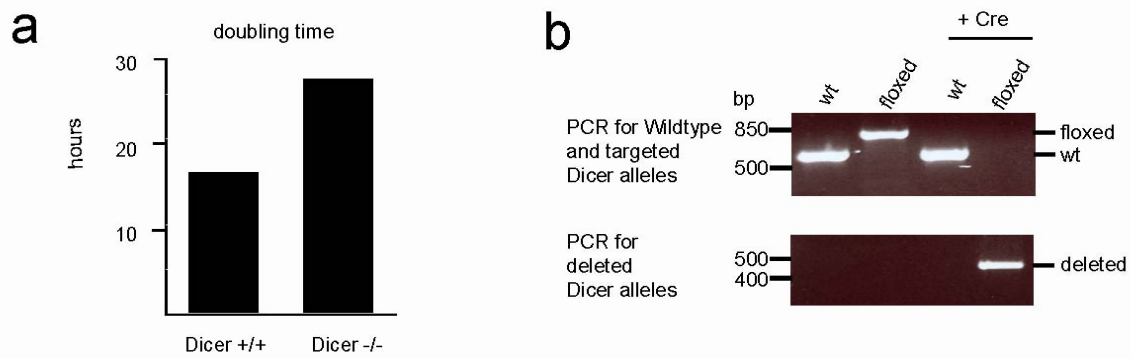 a
doubling time
30
20
10
hours
Dicer +/+
Dicer -/-
b
+ Cre
wt
floxed
wt
floxed
bp
PCR for Wildtype
and targeted
Dicer alleles
850
500
floxed
wt
PCR for
deleted
Dicer alleles
500
400
deleted